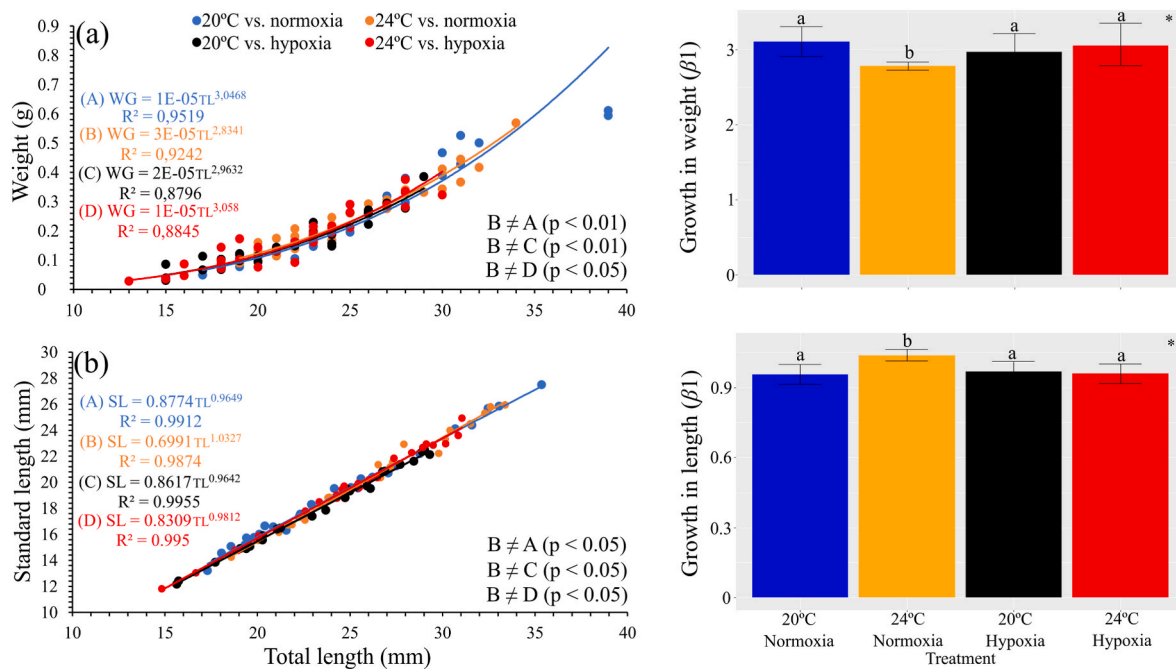 20ºC vs. normoxia 24ºC vs. normoxia
20ºC vs. hypoxia 24ºC vs. hypoxia
(a)
Weight (g)
0.9
0.8
0.7
0.6
0.5
0.4
0.3
0.2
0.1
0
(A) WG = 1E-05TL3,0468
R² = 0,9519
(B) WG = 3E-05TL2,8341
R² = 0,9242
(C) WG = 2E-05TL2,9632
R² = 0,8796
(D) WG = 1E-05TL3,058
R² = 0,8845
B ≠ A (p < 0.01)
B ≠ C (p < 0.01)
B ≠ D (p < 0.05)
10 15 20 25 30 35 40
(b)
Standard length (mm)
30
28
26
24
22
20
18
16
14
12
10
(A) SL = 0.8774TL0.9649
R² = 0.9912
(B) SL = 0.6991TL1.0327
R² = 0.9874
(C) SL = 0.8617TL0.9642
R² = 0.9955
(D) SL = 0.8309TL0.9812
R² = 0.995
B ≠ A (p < 0.05)
B ≠ C (p < 0.05)
B ≠ D (p < 0.05)
10 15 20 25 30 35 40
Total length (mm)
Growth in weight (β1)
3
2
1
0
a b a a *
Growth in length (β1)
0.9
0.6
0.3
0
a b a a *
20ºC 24ºC 20ºC 24ºC
Normoxia Normoxia Hypoxia Hypoxia
Treatment